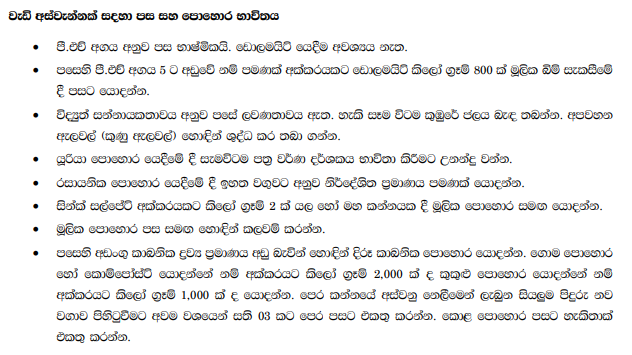 වැඩි අස්වැන්නක් සඳහා පස සහ පොහොර භාවිතය
• පී.එච් අගය අනුව පස භාෂ්මිකයි. ඩොලමයිට් යෙදීම අවශ්‍යය නැත.
• පසෙහි පී.එච් අගය 5 ට අඩුවේ නම් පමණක් අක්කරයකට ඩොලමයිට් කිලෝ ග්‍රෑම් 800 ක් මූලික බිම් සැකසීමේ
දී පසට යොදන්න.
• විද්‍යුත් සන්නායකතාවය අනුව පසේ ලවණතාවය ඇත. හැකි සෑම විටම කුඹුරේ ජලය බැඳ තබන්න. අපවහන
ඇලවල් (කුණු ඇලවල්) හොඳින් ශුද්ධ කර තබා ගන්න.
• යූරියා පොහොර යෙදීමේ දී සැමවිටම පත්‍ර වර්ණ දර්ශකය භාවිතා කිරීමට උනන්දු වන්න.
• රසායනික පොහොර යෙදීමේ දී ඉහත වගුවට අනුව නිර්දේශිත ප්‍රමාණය පමණක් යොදන්න.
• සින්ක් සල්පේට් අක්කරයකට කිලෝ ග්‍රෑම් 2 ක් යල හෝ මහ කන්නයක දී මූලික පොහොර සමඟ යොදන්න.
• මූලික පොහොර පස සමඟ හොඳින් කලවම් කරන්න.
• පසෙහි අඩංගු කාබනික ද්‍රව්‍ය ප්‍රමාණය අඩු බැවින් හොඳින් දිරූ කාබනික පොහොර යොදන්න. ගොම පොහොර
හෝ කොම්පෝස්ට් යොදන්නේ නම් අක්කරයට කිලෝ ග්‍රෑම් 2,000 ක් ද කුකුළු පොහොර යොදන්නේ නම්
අක්කරයට කිලෝ ග්‍රෑම් 1,000 ක් ද යොදන්න. පෙර කන්නයේ අස්වනු නෙලීමෙන් ලැබුන සියලුම පිදුරු නව
වගාව පිහිටුවීමට අවම වශයෙන් සති 03 කට පෙර පසට එකතු කරන්න. කොළ පොහොර පසට හැකිතාක්
එකතු කරන්න.